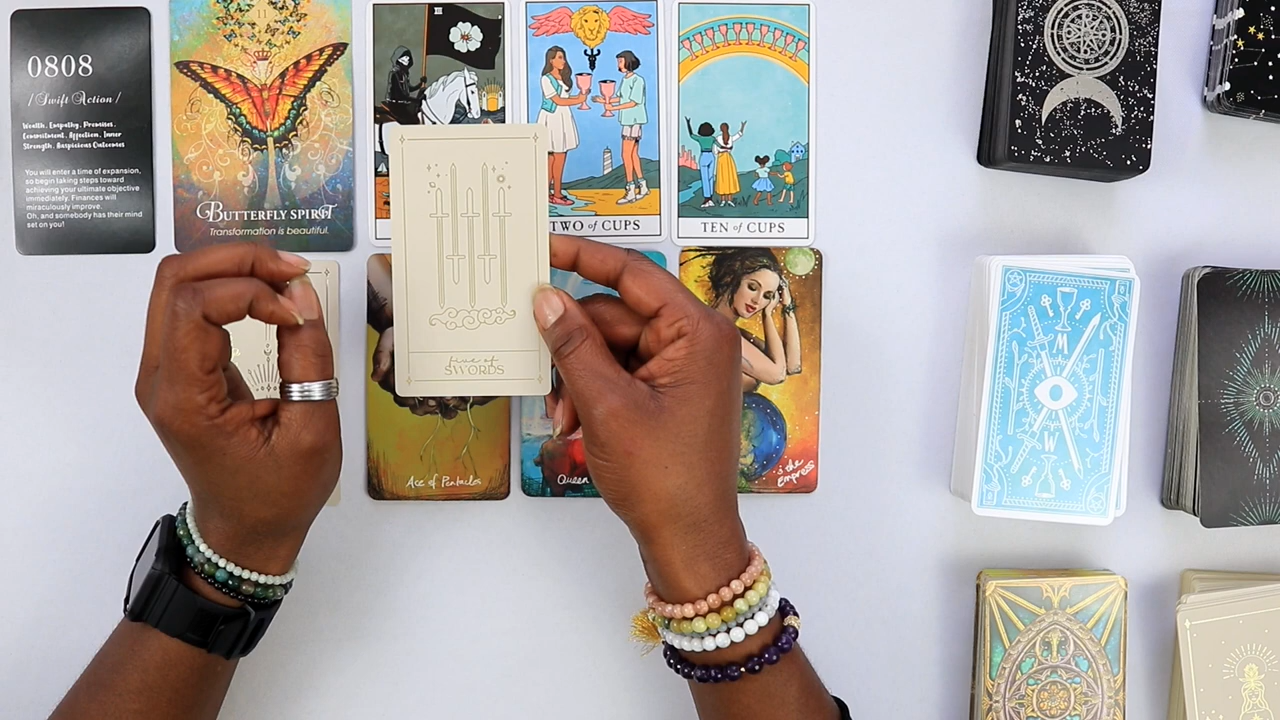 0808
/Swift Action/
Wealth, Empathy, Promises,
Commitment, Affection, Inner
Strength, Auspicious Outcomes
You will enter a time of expansion,
so begin taking steps toward
achieving your ultimate objective
immediately. Finances will
miraculously improve.
Oh, and somebody has their mind
set on you!
11
BUTTERFLY SPIRIT
Transformation is beautiful.
XIII
TWO of CUPS
TEN of CUPS
five of
SWORDS
Ace of Pentacles
Queen
3 the
Empress
M
W